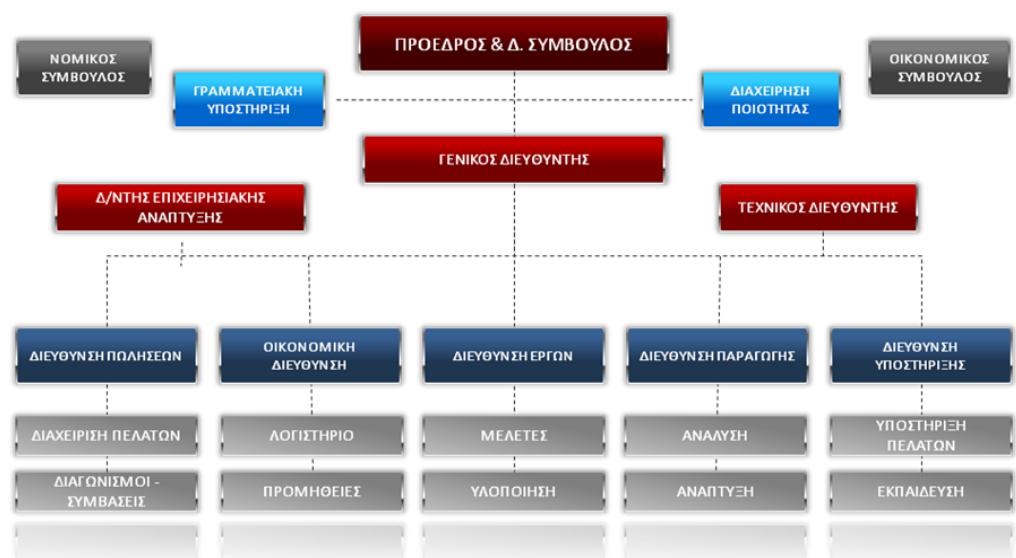 ΠΡΟΕΔΡΟΣ & Δ. ΣΥΜΒΟΥΛΟΣ
ΝΟΜΙΚΟΣ
ΣΥΜΒΟΥΛΟΣ
ΟΙΚΟΝΟΜΙΚΟΣ
ΣΥΜΒΟΥΛΟΣ
ΓΡΑΜΜΑΤΕΙΑΚΗ
ΥΠΟΣΤΗΡΙΞΗ
ΔΙΑΧΕΙΡΗΣΗ
ΠΟΙΟΤΗΤΑΣ
ΓΕΝΙΚΟΣ ΔΙΕΥΘΥΝΤΗΣ
Δ/ΝΤΗΣ ΕΠΙΧΕΙΡΗΣΙΑΚΗΣ
ΑΝΑΠΤΥΞΗΣ
ΤΕΧΝΙΚΟΣ ΔΙΕΥΘΥΝΤΗΣ
ΔΙΕΥΘΥΝΣΗ ΠΩΛΗΣΕΩΝ
ΟΙΚΟΝΟΜΙΚΗ
ΔΙΕΥΘΥΝΣΗ
ΔΙΕΥΘΥΝΣΗ ΕΡΓΩΝ
ΔΙΕΥΘΥΝΣΗ ΠΑΡΑΓΩΓΗΣ
ΔΙΕΥΘΥΝΣΗ
ΥΠΟΣΤΗΡΙΞΗΣ
ΔΙΑΧΕΙΡΙΣΗ ΠΕΛΑΤΩΝ
ΛΟΓΙΣΤΗΡΙΟ
ΜΕΛΕΤΕΣ
ΑΝΑΛΥΣΗ
ΥΠΟΣΤΗΡΙΞΗ
ΠΕΛΑΤΩΝ
ΔΙΑΓΩΝΙΣΜΟΙ -
ΣΥΜΒΑΣΕΙΣ
ΠΡΟΜΗΘΕΙΕΣ
ΥΛΟΠΟΙΗΣΗ
ΑΝΑΠΤΥΞΗ
ΕΚΠΑΙΔΕΥΣΗ